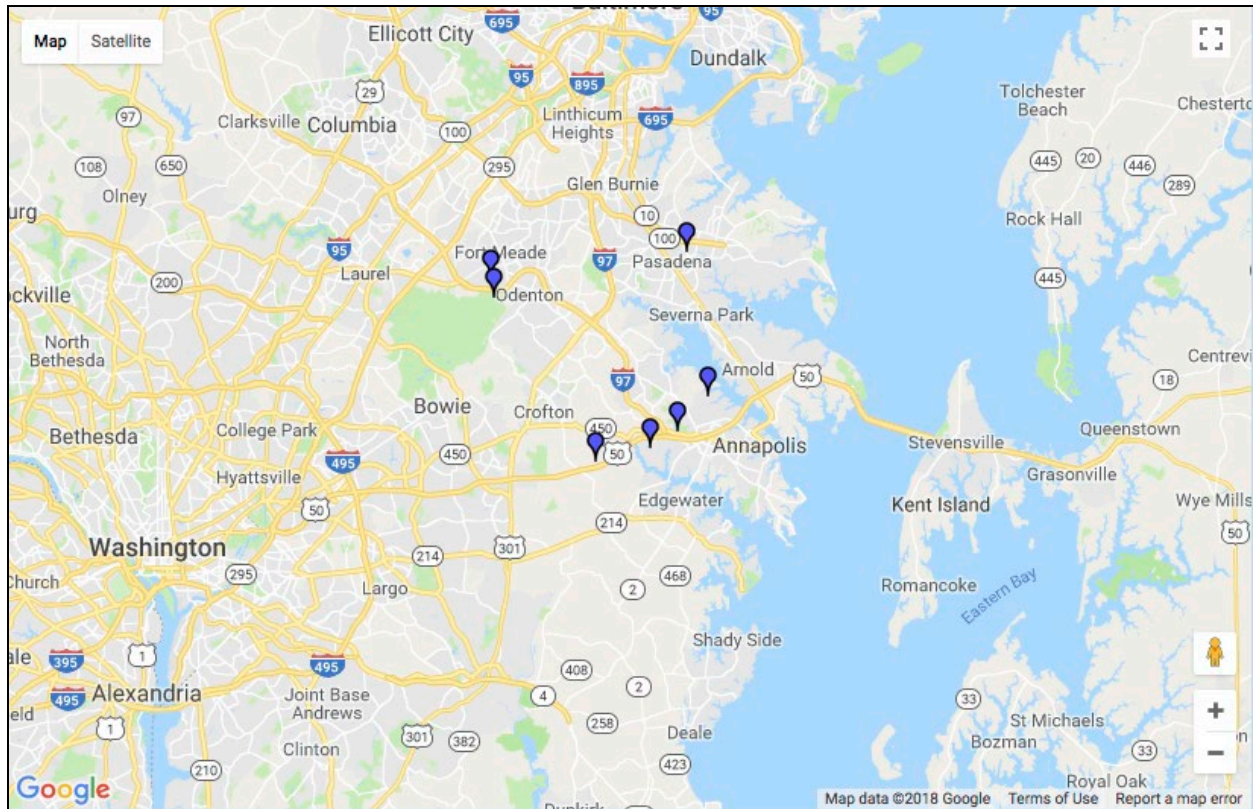 Baltimore
Map Satellite
Ellicott City
695
95
Dundalk
95
29
895
Tolchester
Beach
Chesterto
Linthicum
Heights
695
97
Clarksville
Columbia
100
295
445
20
446
289
108
650
Olney
Glen Burnie
10
100
Rock Hall
urg
95
Fort Meade
97
Pasadena
Laurel
200
Odenton
445
ockville
Severna Park
North
Bethesda
Centrevi
97
Arnold
50
18
Bowie
Crofton
450
Bethesda
College Park
450
50
Annapolis
Stevensville
Queenstown
495
Hyattsville
Grasonville
50
Edgewater
Kent Island
Wye Mills
214
50
Washington
301
214
295
468
Church
Largo
2
Romancoke
Eastern Bay
Shady Side
ale
395
1
495
408
495
Alexandria
Joint Base
Andrews
4
2
33
eld
258
St Michaels
1
301
382
Deale
Bozman
33
on
Clinton
423
210
Royal Oak
Google
Dunkirk
Map data ©2018 Google Terms of Use Report a map error